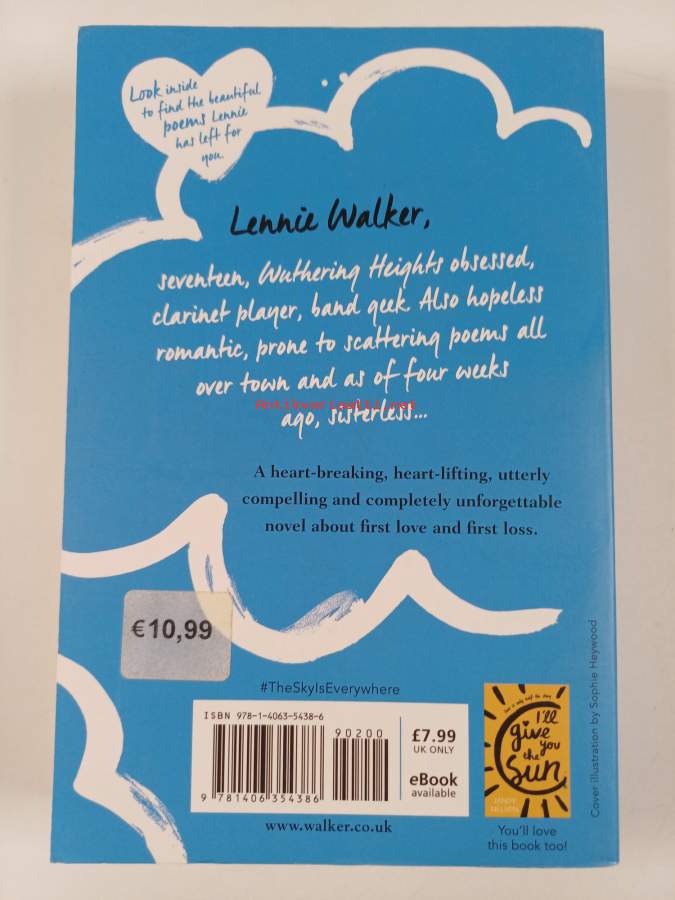 Look inside
to find the beautiful
poems Lennie
has left for
you.
Lennie Walker,
seventeen, Wuthering Heights obsessed,
clarinet player, band geek. Also hopeless
romantic, prone to scattering poems all
over town and as of four weeks
ago, sisterless...
Antikvariaatti.net
A heart-breaking, heart-lifting, utterly
compelling and completely unforgettable
novel about first love and first loss.
€10,99
#TheSkyIsEverywhere
ISBN 978-1-4063-5438-6
90200
9 781406 354386
£7.99
UK ONLY
eBook
available
www.walker.co.uk
I'll
give
you
the
Sun
JANDY
NELSON
You'll love
this book too!
Cover illustration by Sophie Heywood